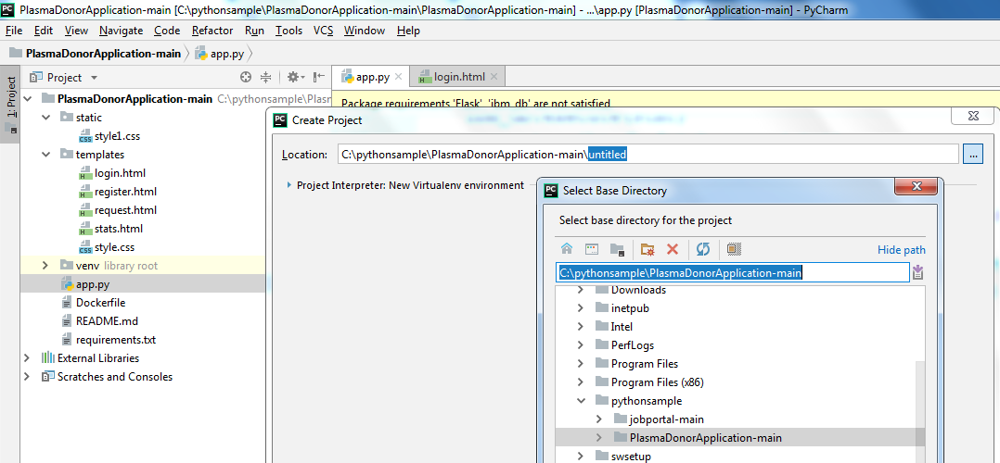 PlasmaDonorApplication-main [C:\pythonsample\PlasmaDonorApplication-main\PlasmaDonorApplication-main] - ...\app.py [PlasmaDonorApplication-main] - PyCharm
File Edit View Navigate Code Refactor Run Tools VCS Window Help
PlasmaDonorApplication-main app.py
1: Project
Project
app.py login.html
PlasmaDonorApplication-main C:\pythonsample\Plasm
Package requirements 'Flask', 'ibm_db' are not satisfied
static
style1.css
templates
login.html
register.html
request.html
stats.html
style.css
venv library root
app.py
Dockerfile
README.md
requirements.txt
External Libraries
Scratches and Consoles
Create Project
Location: C:\pythonsample\PlasmaDonorApplication-main\untitled
...
Project Interpreter: New Virtualenv environment
Select Base Directory
Select base directory for the project
Hide path
C:\pythonsample\PlasmaDonorApplication-main
Downloads
inetpub
Intel
PerfLogs
Program Files
Program Files (x86)
pythonsample
jobportal-main
PlasmaDonorApplication-main
swsetup